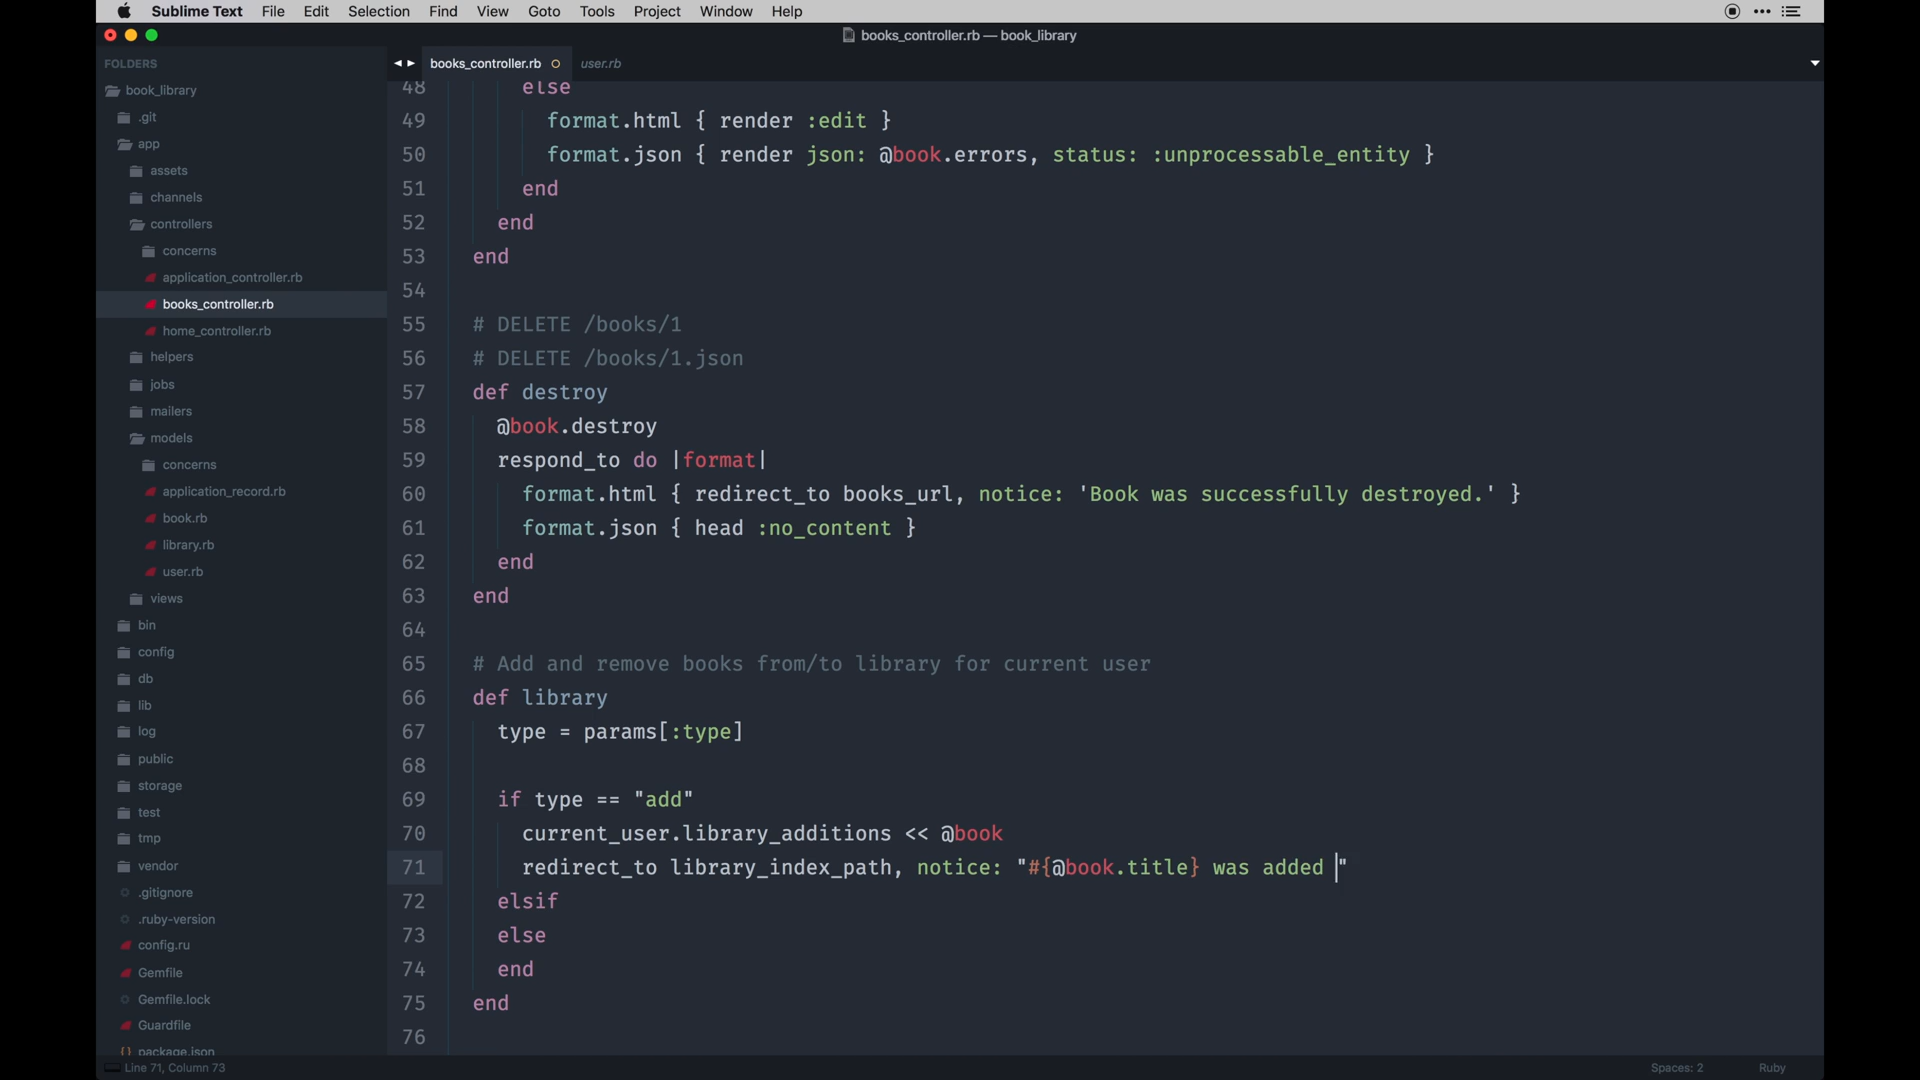 Sublime Text File Edit Selection Find View Goto Tools Project Window Help
books_controller.rb — book_library
FOLDERS
book_library
.git
app
assets
channels
controllers
concerns
application_controller.rb
books_controller.rb
home_controller.rb
helpers
jobs
mailers
models
concerns
application_record.rb
book.rb
library.rb
user.rb
views
bin
config
db
lib
log
public
storage
test
tmp
vendor
.gitignore
.ruby-version
config.ru
Gemfile
Gemfile.lock
Guardfile
package.json
books_controller.rb user.rb
48 else
49 format.html { render :edit }
50 format.json { render json: @book.errors, status: :unprocessable_entity }
51 end
52 end
53 end
54
55 # DELETE /books/1
56 # DELETE /books/1.json
57 def destroy
58 @book.destroy
59 respond_to do |format|
60 format.html { redirect_to books_url, notice: 'Book was successfully destroyed.' }
61 format.json { head :no_content }
62 end
63 end
64
65 # Add and remove books from/to library for current user
66 def library
67 type = params[:type]
68
69 if type == "add"
70 current_user.library_additions << @book
71 redirect_to library_index_path, notice: "#{@book.title} was added "
72 elsif
73 else
74 end
75 end
76
Line 71, Column 73
Spaces: 2 Ruby